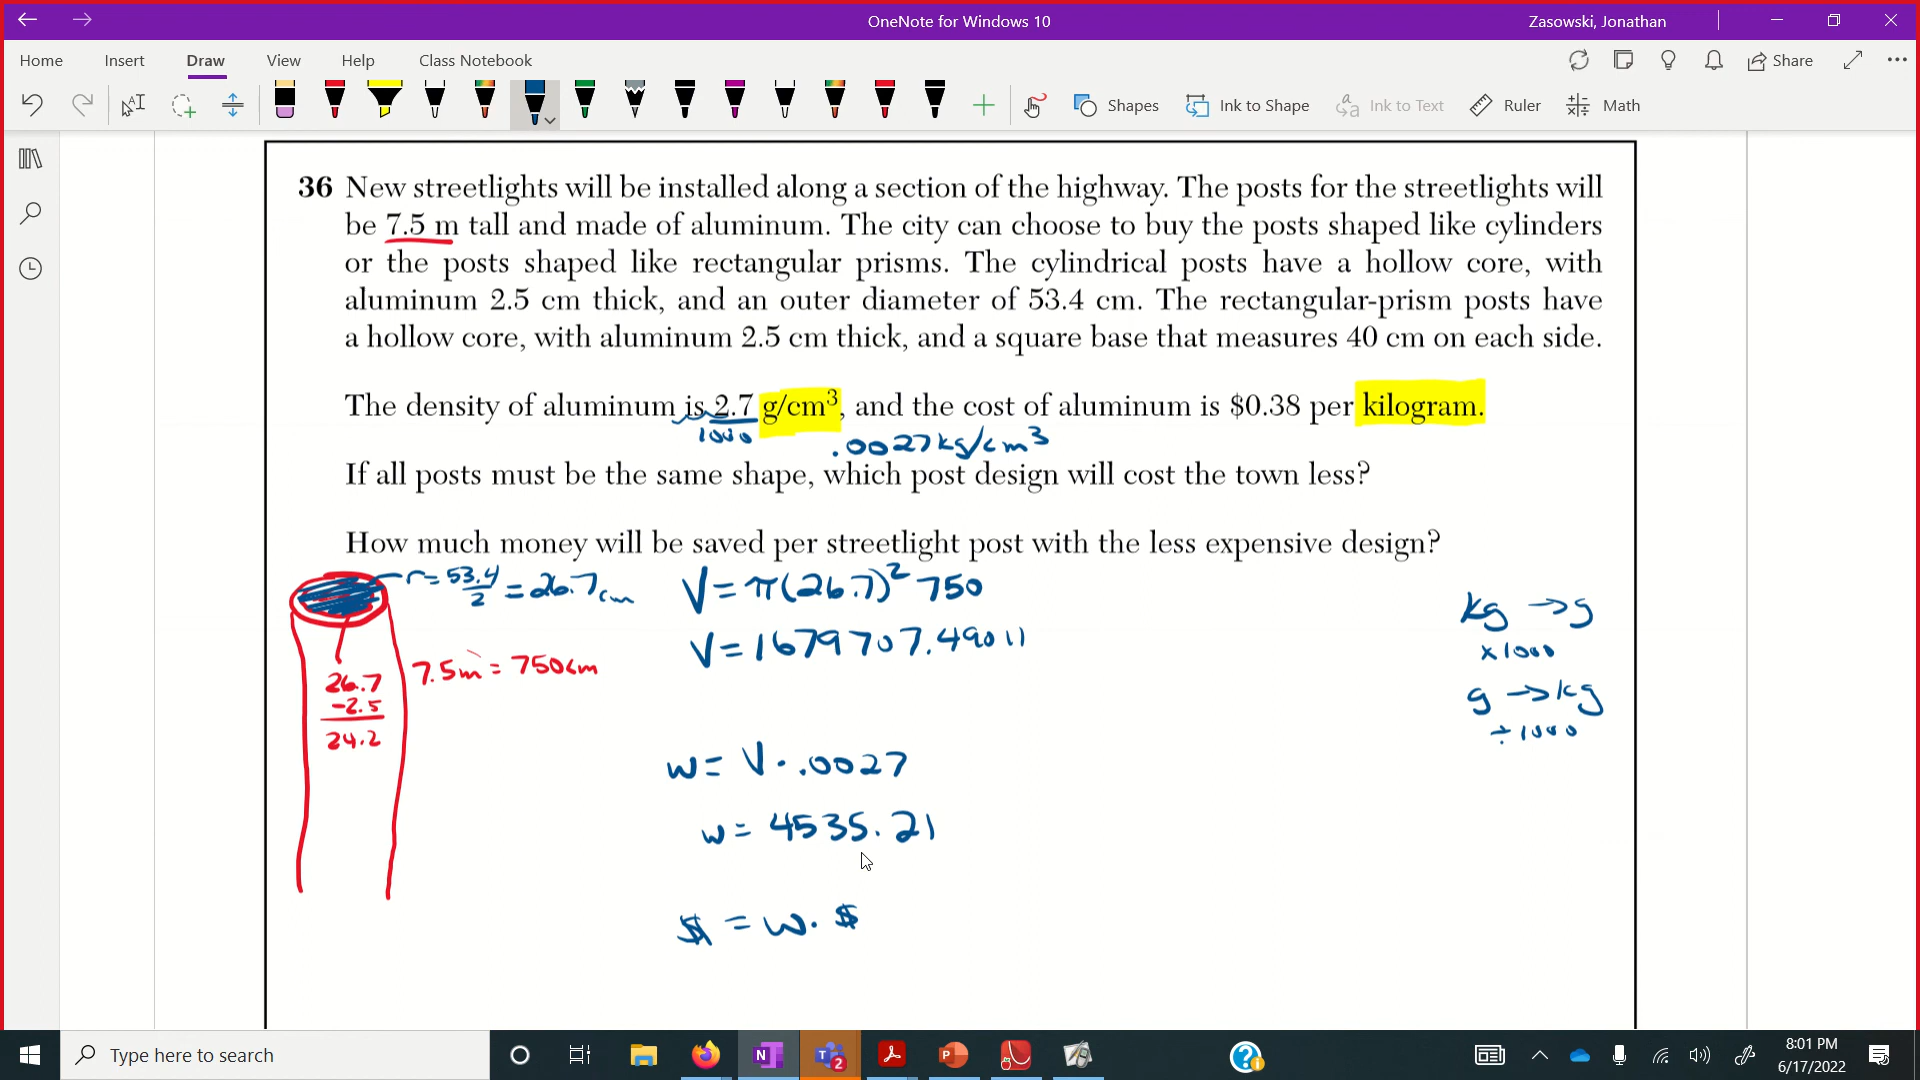 OneNote for Windows 10
Zasowski, Jonathan
Home Insert Draw View Help Class Notebook
Share
Shapes Ink to Shape Ink to Text Ruler Math
36 New streetlights will be installed along a section of the highway. The posts for the streetlights will
be 7.5 m tall and made of aluminum. The city can choose to buy the posts shaped like cylinders
or the posts shaped like rectangular prisms. The cylindrical posts have a hollow core, with
aluminum 2.5 cm thick, and an outer diameter of 53.4 cm. The rectangular-prism posts have
a hollow core, with aluminum 2.5 cm thick, and a square base that measures 40 cm on each side.
The density of aluminum is 2.7 g/cm³, and the cost of aluminum is $0.38 per kilogram.
1000 .0027kg/cm³
If all posts must be the same shape, which post design will cost the town less?
How much money will be saved per streetlight post with the less expensive design?
r = 53.4/2 = 26.7cm
V = π(26.7)² 750
V = 1679707.49011
7.5m = 750cm
26.7
-2.5
24.2
kg → g
x1000
g → kg
÷1000
w = V · .0027
w = 4535.21
$ = w · $
Type here to search
N
2
P
?
8:01 PM
6/17/2022